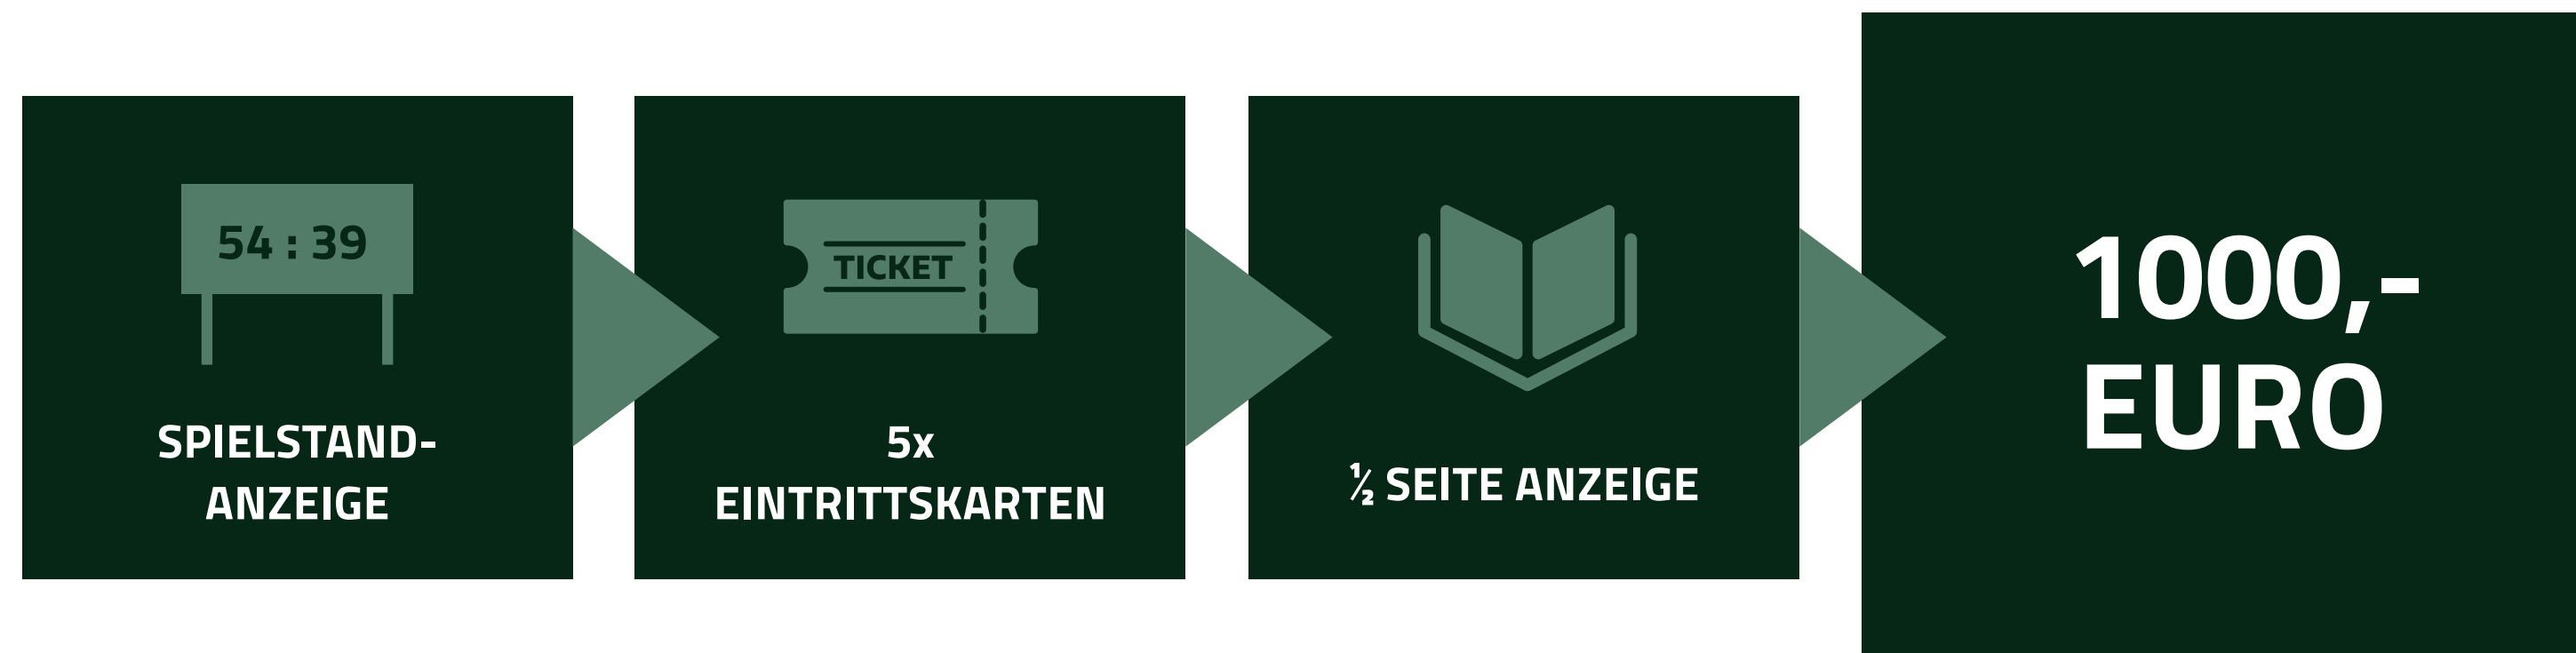 54 : 39
SPIELSTAND-
ANZEIGE
TICKET
5x
EINTRITTSKARTEN
½ SEITE ANZEIGE
1000,-
EURO